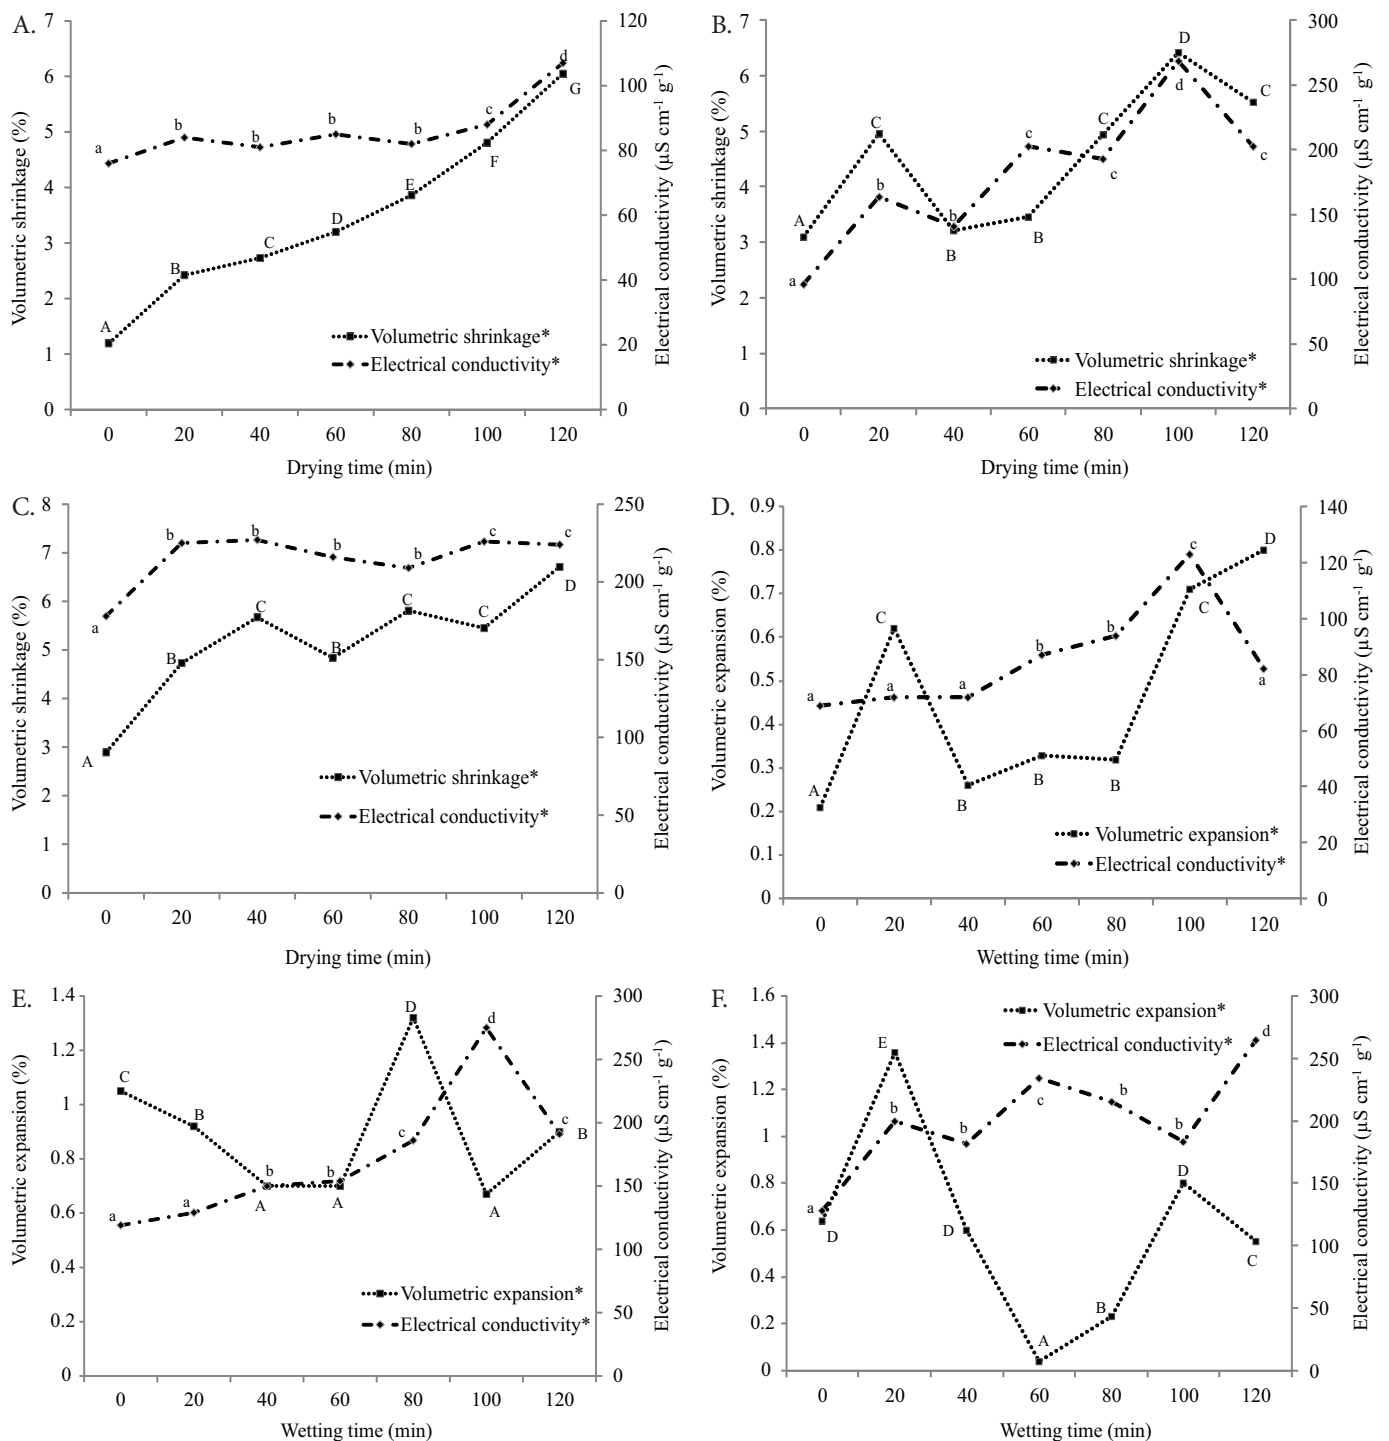 A.
7
6
5
4
3
2
1
0
Volumetric shrinkage (%)
120
100
80
60
40
20
0
Electrical conductivity (µS cm⁻¹ g⁻¹)
a
b
b
b
b
c
d
A
B
C
D
E
F
G
Volumetric shrinkage*
Electrical conductivity*
0 20 40 60 80 100 120
Drying time (min)
B.
7
6
5
4
3
2
1
0
Volumetric shrinkage (%)
300
250
200
150
100
50
0
Electrical conductivity (µS cm⁻¹ g⁻¹)
A
C
B
B
C
D
C
a
b
b
c
c
d
c
Volumetric shrinkage*
Electrical conductivity*
0 20 40 60 80 100 120
Drying time (min)
C.
8
7
6
5
4
3
2
1
0
Volumetric shrinkage (%)
250
200
150
100
50
0
Electrical conductivity (µS cm⁻¹ g⁻¹)
a
b
b
b
b
c
c
A
B
C
B
C
C
D
Volumetric shrinkage*
Electrical conductivity*
0 20 40 60 80 100 120
Drying time (min)
D.
0.9
0.8
0.7
0.6
0.5
0.4
0.3
0.2
0.1
0
Volumetric expansion (%)
140
120
100
80
60
40
20
0
Electrical conductivity (µS cm⁻¹ g⁻¹)
a
a
a
b
b
c
a
A
C
B
B
B
C
D
Volumetric expansion*
Electrical conductivity*
0 20 40 60 80 100 120
Wetting time (min)
E.
1.4
1.2
1
0.8
0.6
0.4
0.2
0
Volumetric expansion (%)
300
250
200
150
100
50
0
Electrical conductivity (µS cm⁻¹ g⁻¹)
C
B
A
A
D
A
B
a
a
b
b
c
d
c
Volumetric expansion*
Electrical conductivity*
0 20 40 60 80 100 120
Wetting time (min)
F.
1.6
1.4
1.2
1
0.8
0.6
0.4
0.2
0
Volumetric expansion (%)
300
250
200
150
100
50
0
Electrical conductivity (µS cm⁻¹ g⁻¹)
Volumetric expansion*
Electrical conductivity*
a
b
b
c
b
b
d
D
E
D
A
B
D
C
0 20 40 60 80 100 120
Wetting time (min)